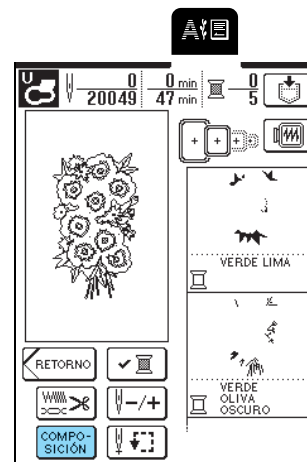 A
U
0 0 min 0
20049 47 min 5
VERDE LIMA
VERDE
OLIVA
OSCURO
RETORNO
-/+
COMPO-
SICIÓN